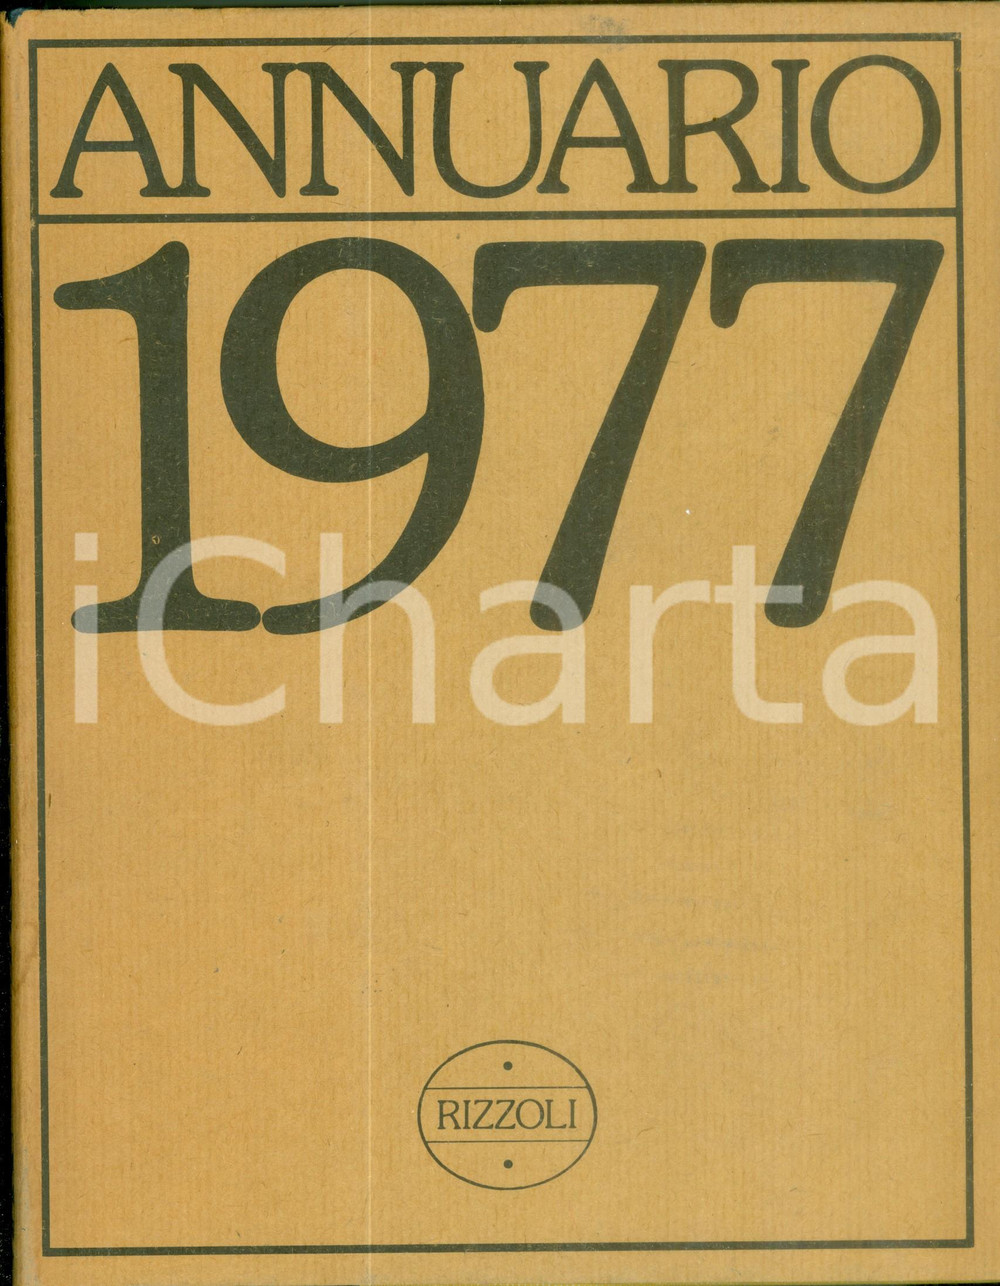 ANNUARIO
1977
iCharta
RIZZOLI